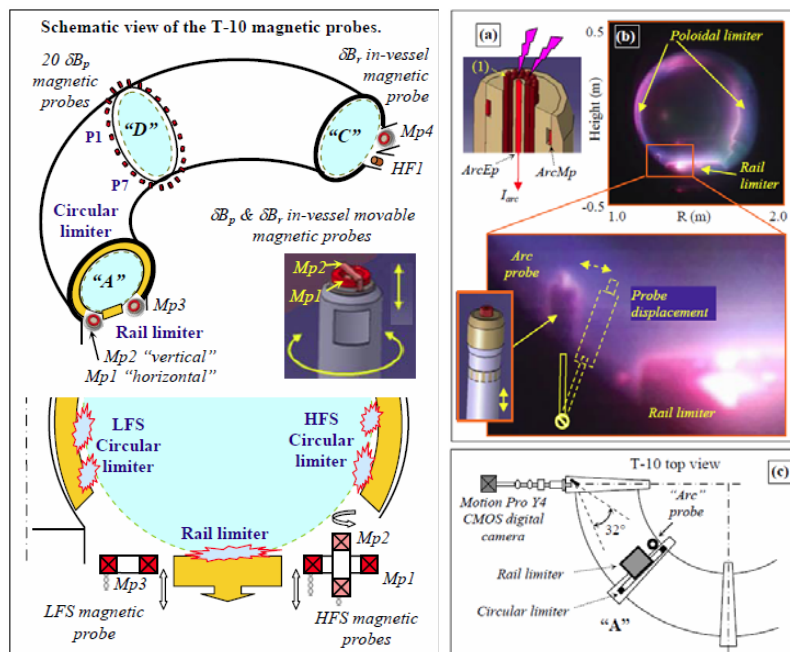 Schematic view of the T-10 magnetic probes.
20 δBp
magnetic
probes
δBr in-vessel
magnetic
probe
"D"
"C"
P1
P7
Mp4
HF1
Circular
limiter
δBp & δBr in-vessel movable
magnetic probes
"A"
Mp3
Rail limiter
Mp2 "vertical"
Mp1 "horizontal"
Mp2
Mp1
LFS
Circular
limiter
HFS
Circular
limiter
Rail limiter
Mp2
Mp3
Mp1
LFS magnetic
probe
HFS magnetic
probes
(a)
(1)
ArcEp
ArcMp
Iarc
0.5
Height (m)
-0.5
(b)
Poloidal limiter
Rail
limiter
1.0
R (m)
2.0
Arc
probe
Probe
displacement
Rail limiter
T-10 top view
(c)
Motion Pro Y4
CMOS digital
camera
32°
"Arc"
probe
Rail limiter
Circular limiter
"A"